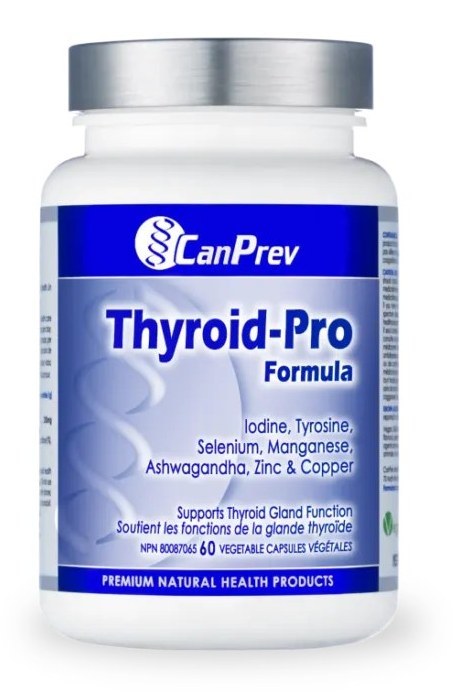 CanPrev
Thyroid-Pro
Formula
Iodine, Tyrosine,
Selenium, Manganese,
Ashwagandha, Zinc & Copper
Supports Thyroid Gland Function
Soutient les fonctions de la glande thyroïde
NPN 80087065 60 VEGETABLE CAPSULES VÉGÉTALES
PREMIUM NATURAL HEALTH PRODUCTS